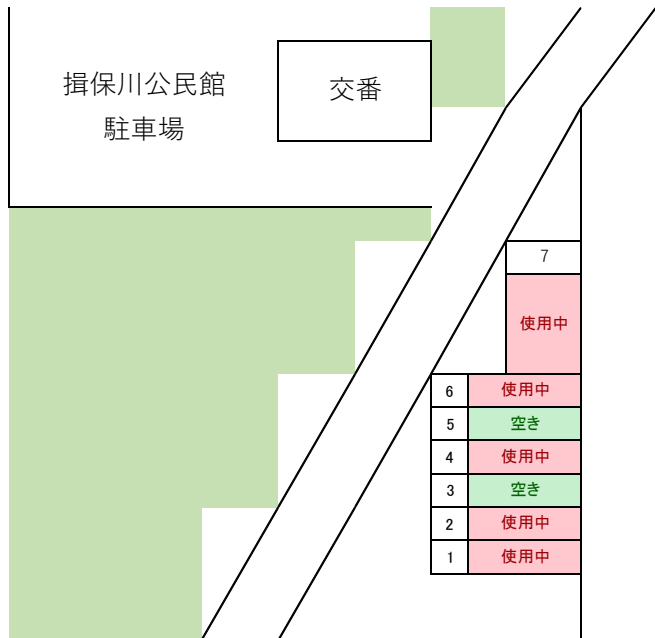 揖保川公民館
駐車場
交番
7
使用中
6 使用中
5 空き
4 使用中
3 空き
2 使用中
1 使用中